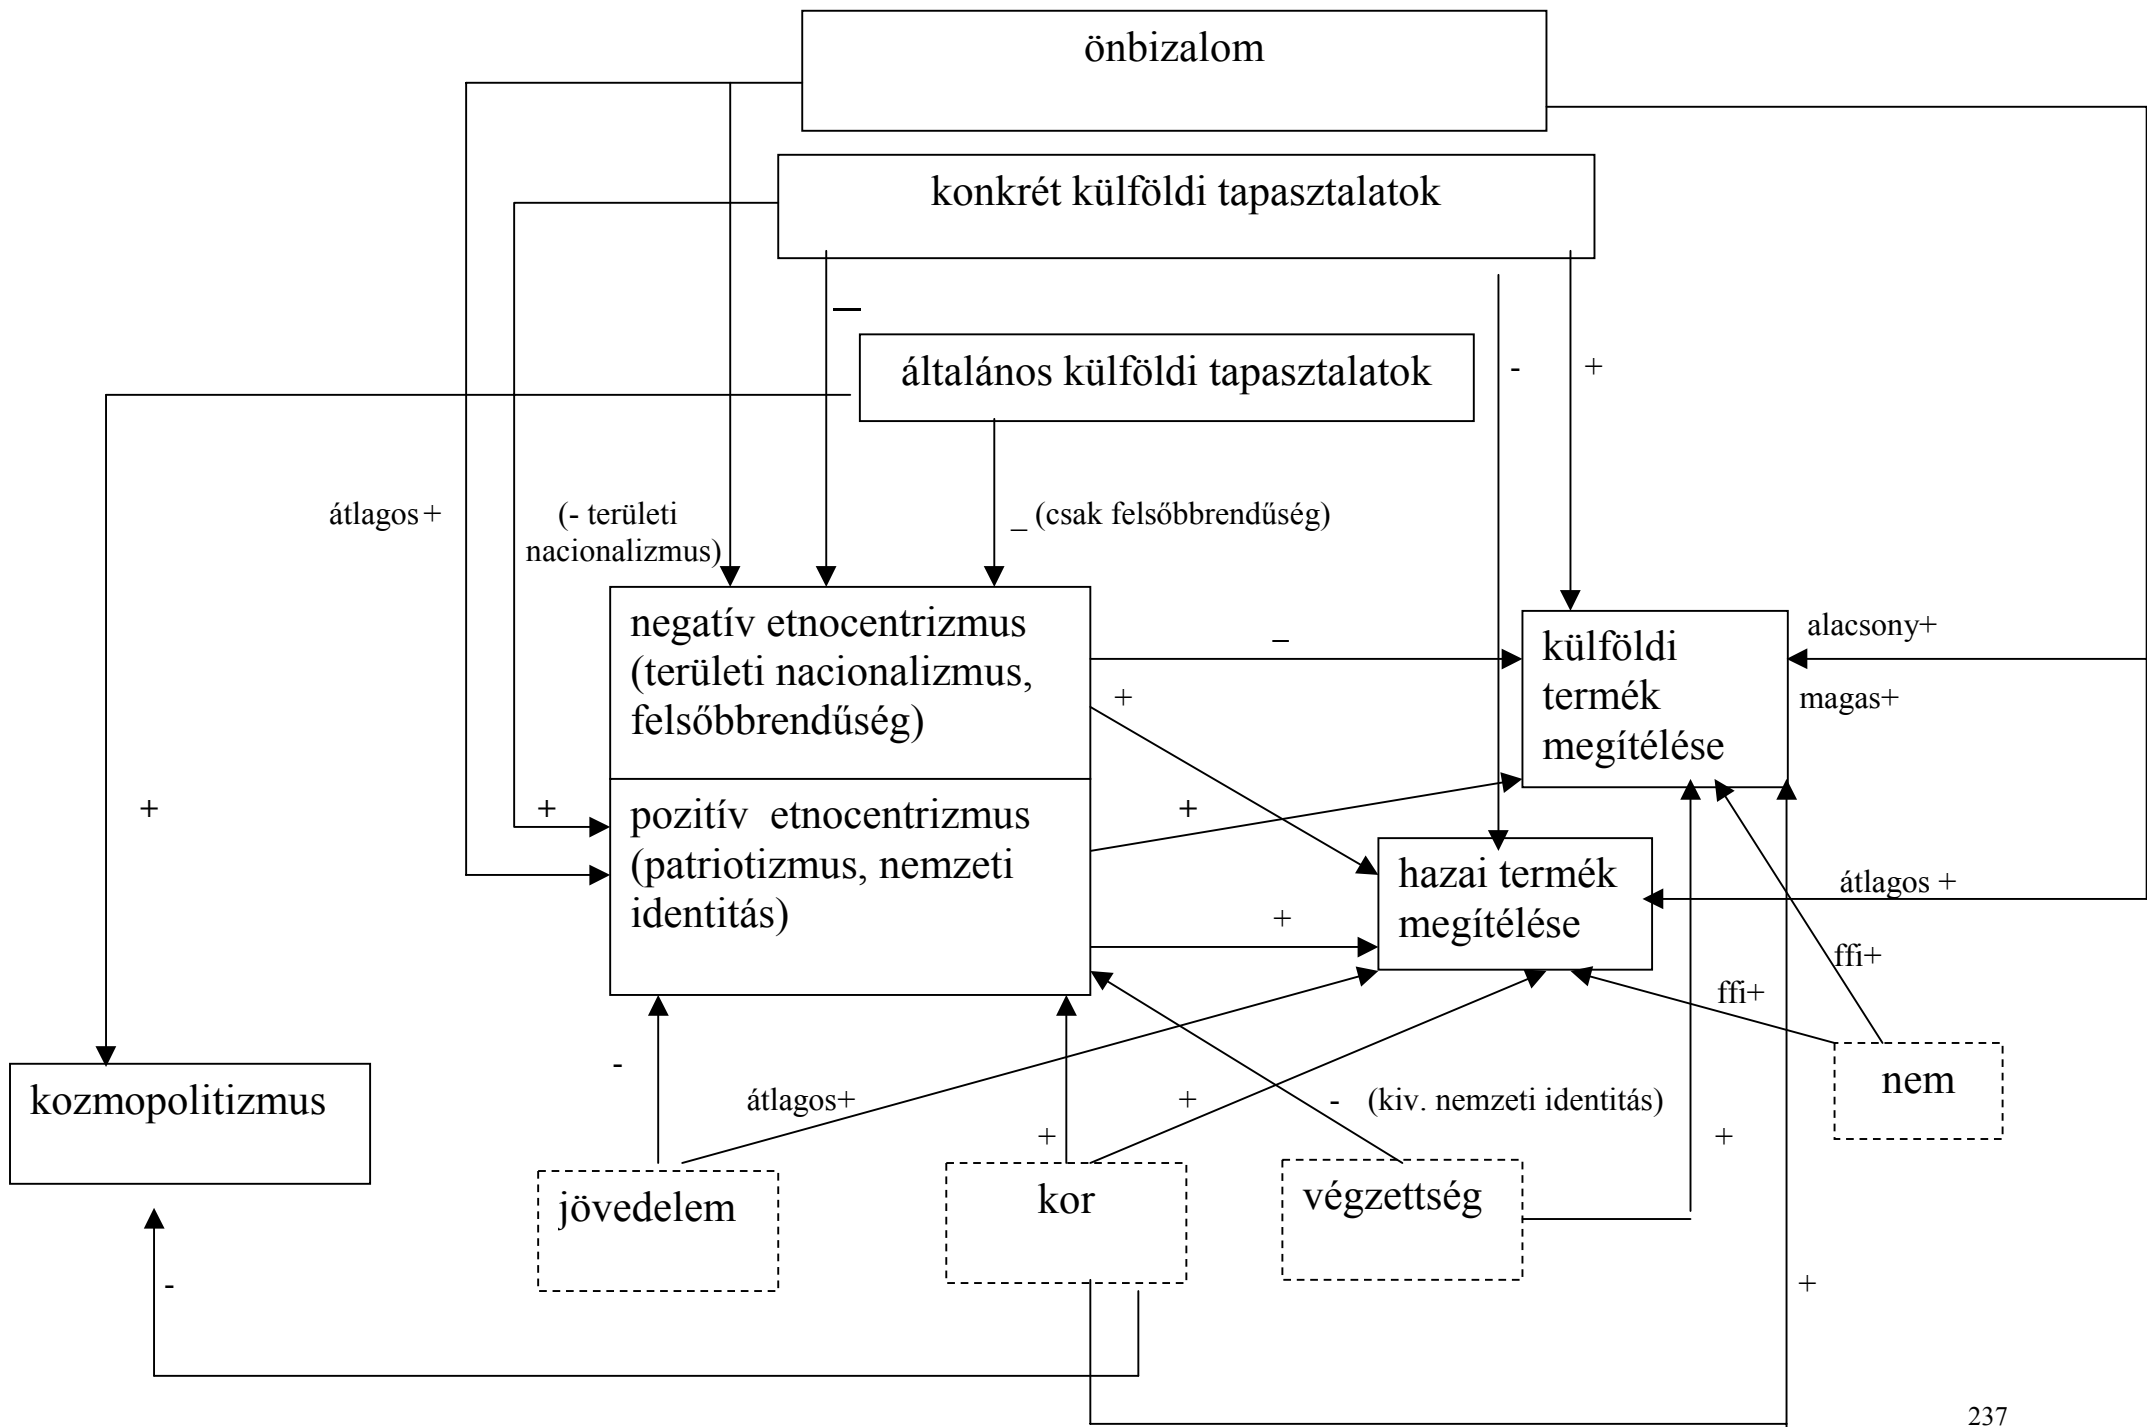 önbizalom
konkrét külföldi tapasztalatok
—
általános külföldi tapasztalatok
-
+
átlagos +
(- területi
nacionalizmus)
_ (csak felsőbbrendűség)
negatív etnocentrizmus
(területi nacionalizmus,
felsőbbrendűség)
–
+
külföldi
termék
megítélése
alacsony+
magas+
+
+
pozitív etnocentrizmus
(patriotizmus, nemzeti
identitás)
+
+
hazai termék
megítélése
átlagos +
ffi+
ffi+
kozmopolitizmus
-
átlagos+
+
+
- (kiv. nemzeti identitás)
+
nem
jövedelem
kor
végzettség
-
+
237